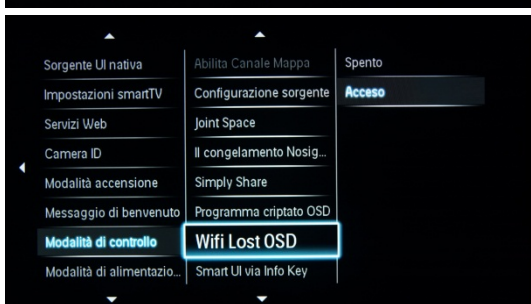 Sorgente UI nativa
Impostazioni smartTV
Servizi Web
Camera ID
Modalità accensione
Messaggio di benvenuto
Modalità di controllo
Modalità di alimentazio...
Abilita Canale Mappa
Configurazione sorgente
Joint Space
Il congelamento Nosig...
Simply Share
Programma criptato OSD
Wifi Lost OSD
Smart UI via Info Key
Spento
Acceso